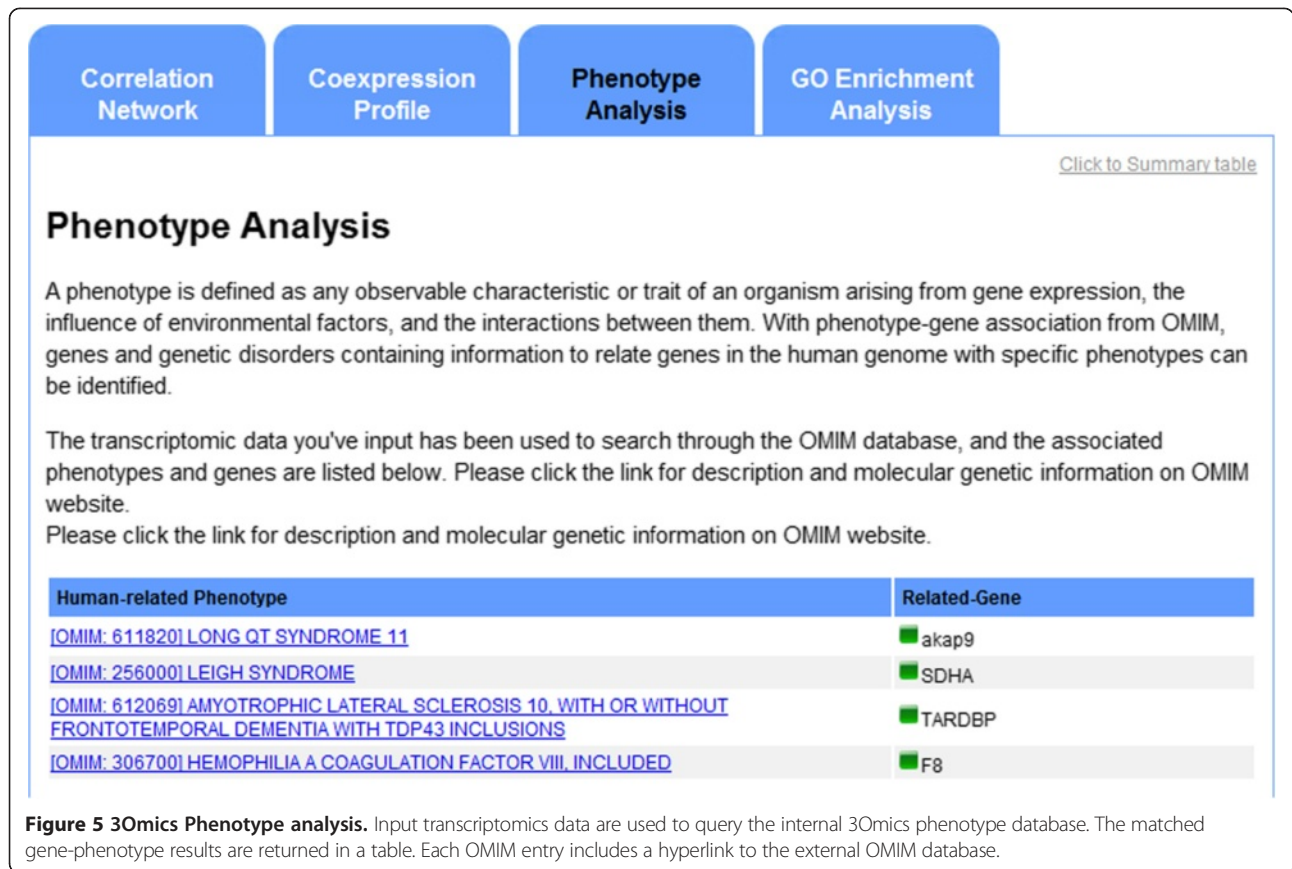 Correlation
Network
Coexpression
Profile
Phenotype
Analysis
GO Enrichment
Analysis
Click to Summary table
Phenotype Analysis
A phenotype is defined as any observable characteristic or trait of an organism arising from gene expression, the
influence of environmental factors, and the interactions between them. With phenotype-gene association from OMIM,
genes and genetic disorders containing information to relate genes in the human genome with specific phenotypes can
be identified.
The transcriptomic data you've input has been used to search through the OMIM database, and the associated
phenotypes and genes are listed below. Please click the link for description and molecular genetic information on OMIM
website.
Please click the link for description and molecular genetic information on OMIM website.
Human-related Phenotype Related-Gene
[OMIM: 611820] LONG QT SYNDROME 11 akap9
[OMIM: 256000] LEIGH SYNDROME SDHA
[OMIM: 612069] AMYOTROPHIC LATERAL SCLEROSIS 10, WITH OR WITHOUT
FRONTOTEMPORAL DEMENTIA WITH TDP43 INCLUSIONS TARDBP
[OMIM: 306700] HEMOPHILIA A COAGULATION FACTOR VIII, INCLUDED F8
Figure 5 3Omics Phenotype analysis. Input transcriptomics data are used to query the internal 3Omics phenotype database. The matched
gene-phenotype results are returned in a table. Each OMIM entry includes a hyperlink to the external OMIM database.